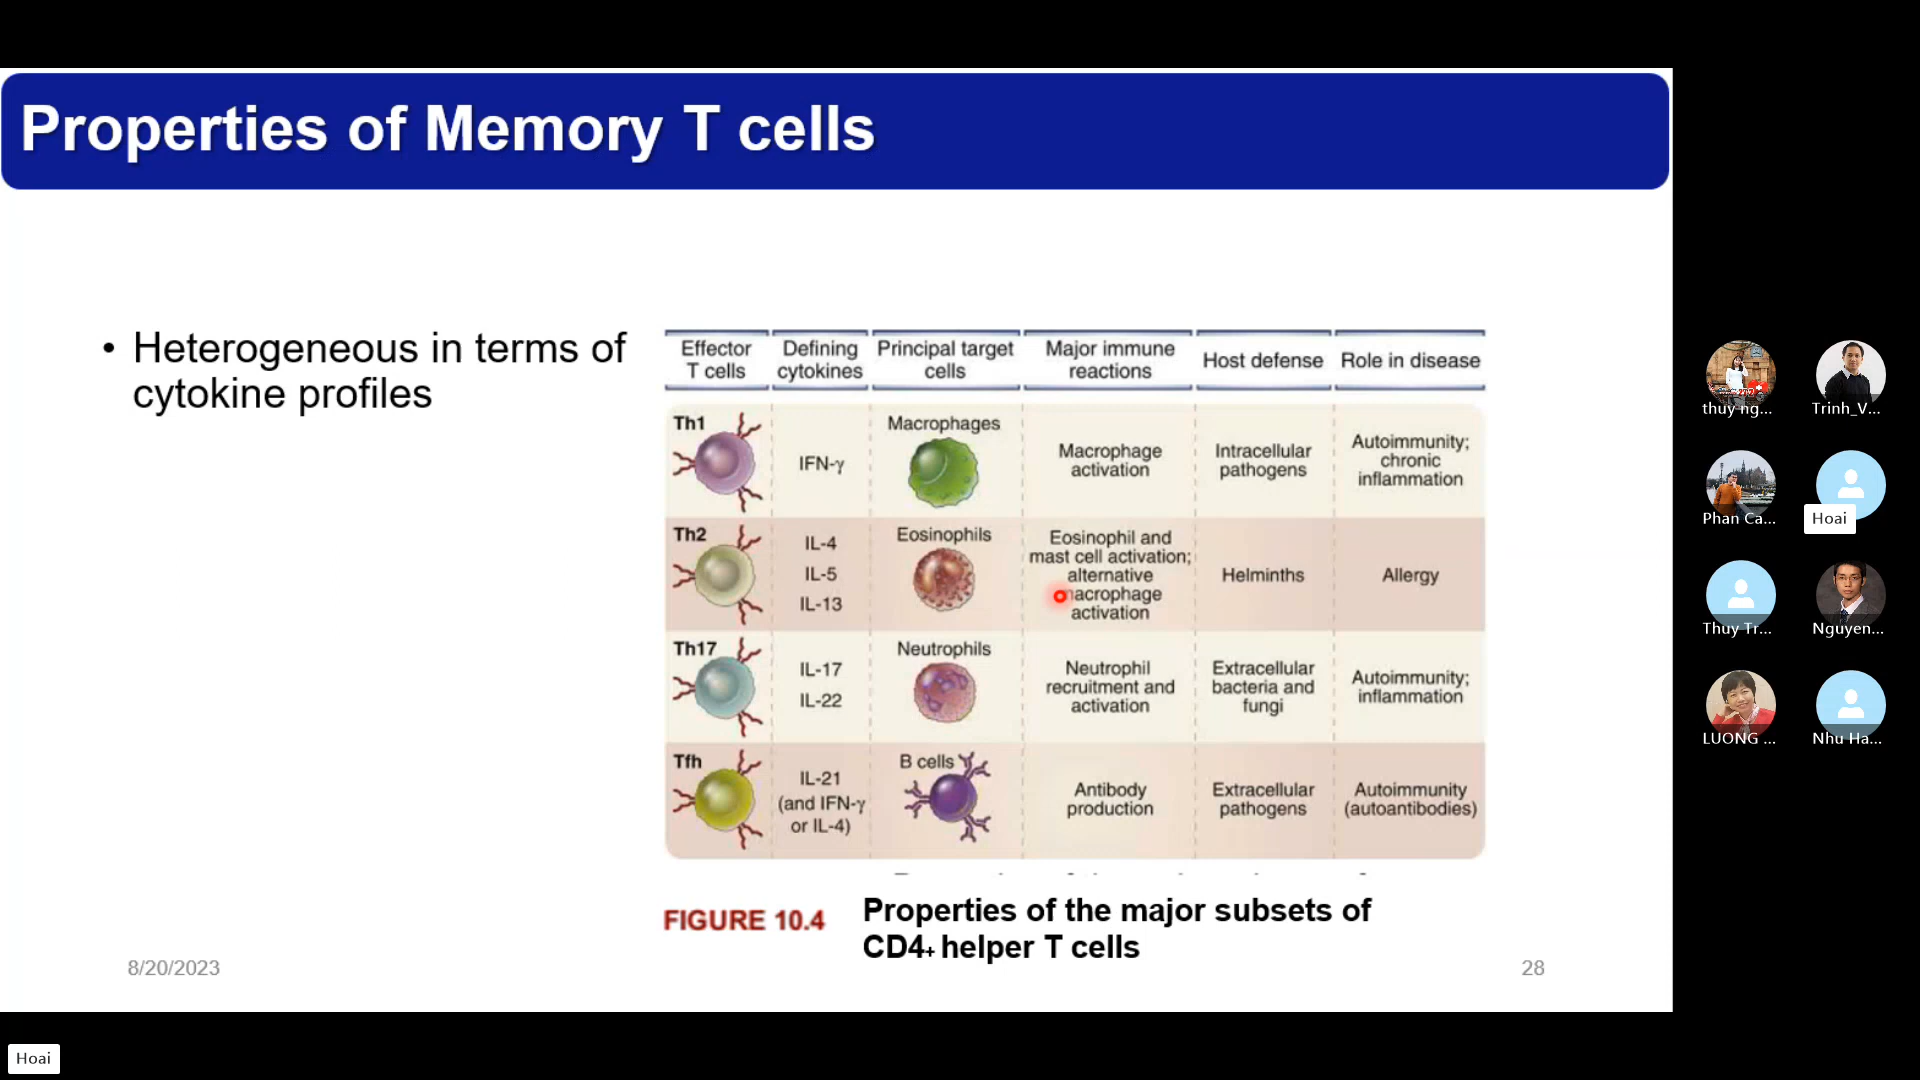 Properties of Memory T cells
• Heterogeneous in terms of
cytokine profiles
Effector
T cells
Defining
cytokines
Principal target
cells
Major immune
reactions
Host defense
Role in disease
Th1
IFN-γ
Macrophages
Macrophage
activation
Intracellular
pathogens
Autoimmunity;
chronic
inflammation
Th2
IL-4
IL-5
IL-13
Eosinophils
Eosinophil and
mast cell activation;
alternative
macrophage
activation
Helminths
Allergy
Th17
IL-17
IL-22
Neutrophils
Neutrophil
recruitment and
activation
Extracellular
bacteria and
fungi
Autoimmunity;
inflammation
Tfh
IL-21
(and IFN-γ
or IL-4)
B cells
Antibody
production
Extracellular
pathogens
Autoimmunity
(autoantibodies)
FIGURE 10.4
Properties of the major subsets of
CD4+ helper T cells
8/20/2023
28
thuy ng...
Trinh_V...
Phan Ca...
Hoai
Thuy Tr...
Nguyen...
LUONG ...
Nhu Ha...
Hoai